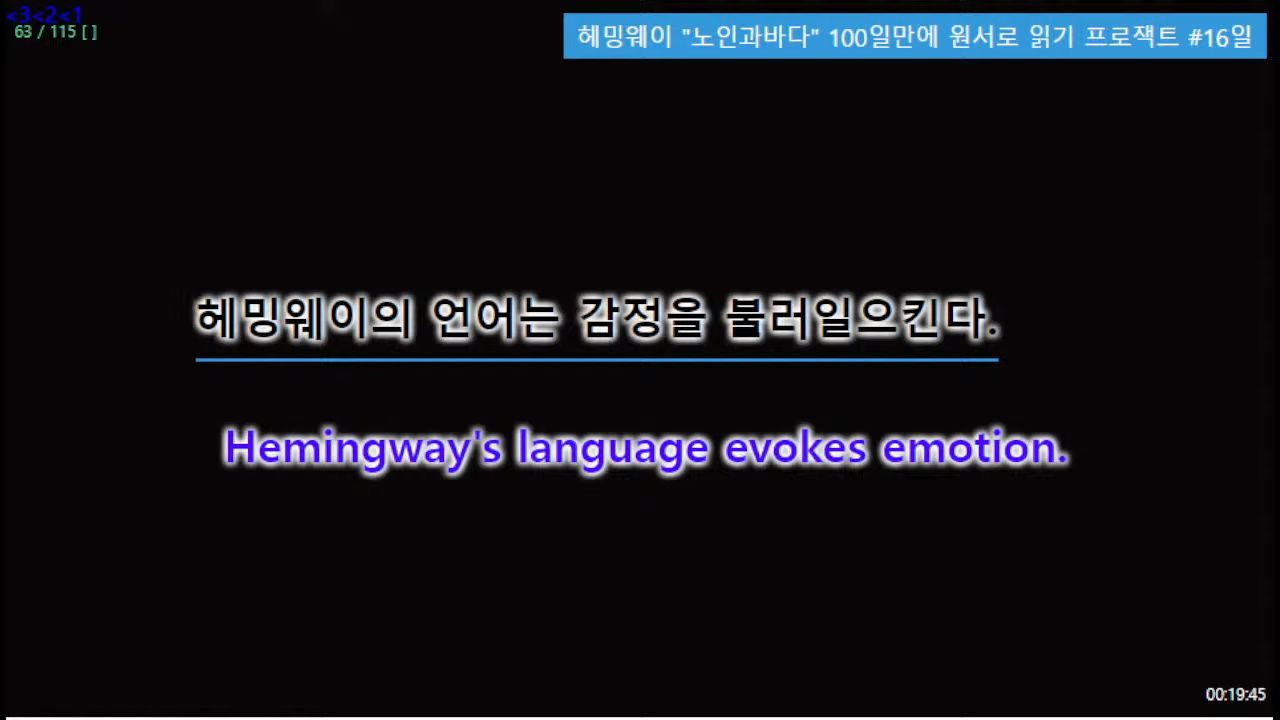 <3<2<1
63 / 115 [ ]
헤밍웨이 "노인과바다" 100일만에 원서로 읽기 프로잭트 #16일
헤밍웨이의 언어는 감정을 불러일으킨다.
Hemingway's language evokes emotion.
00:19:45